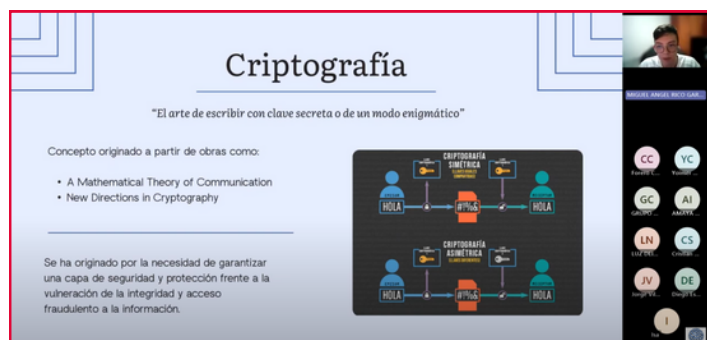 Criptografía
"El arte de escribir con clave secreta o de un modo enigmático"
Concepto originado a partir de obras como:
• A Mathematical Theory of Communication
• New Directions in Cryptography
Se ha originado por la necesidad de garantizar
una capa de seguridad y protección frente a la
vulneración de la integridad y acceso
fraudulento a la información.
CRIPTOGRAFÍA
SIMÉTRICA
HOLA
#!%&
HOLA
CRIPTOGRAFÍA
ASIMÉTRICA
HOLA
#!%&
HOLA
MIGUEL ANGEL RICO GAR...
CC
YC
GC
AI
GRUPO
AMAYA
LN
CS
JV
DE
I